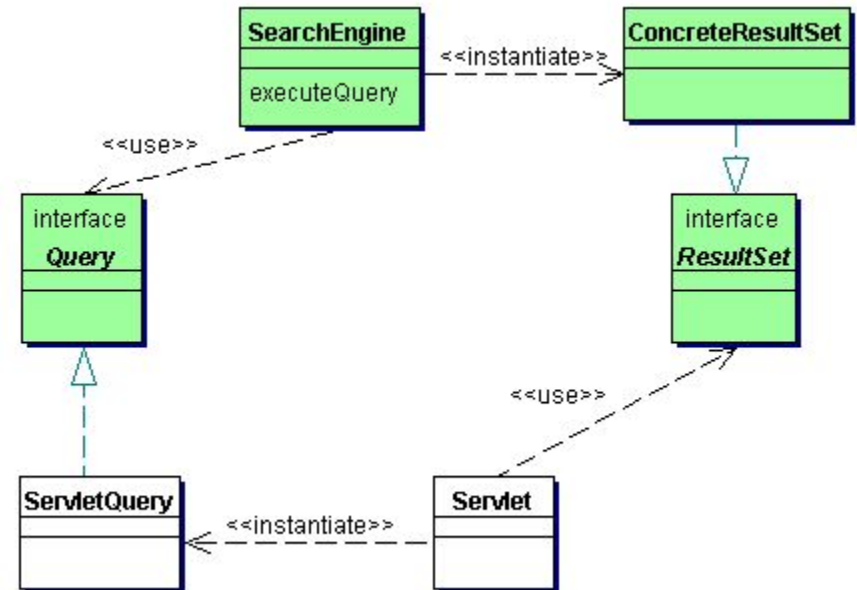 SearchEngine
ConcreteResultSet
<<instantiate>>
executeQuery
<<use>>
interface
Query
interface
ResultSet
<<use>>
ServletQuery
Servlet
<<instantiate>>